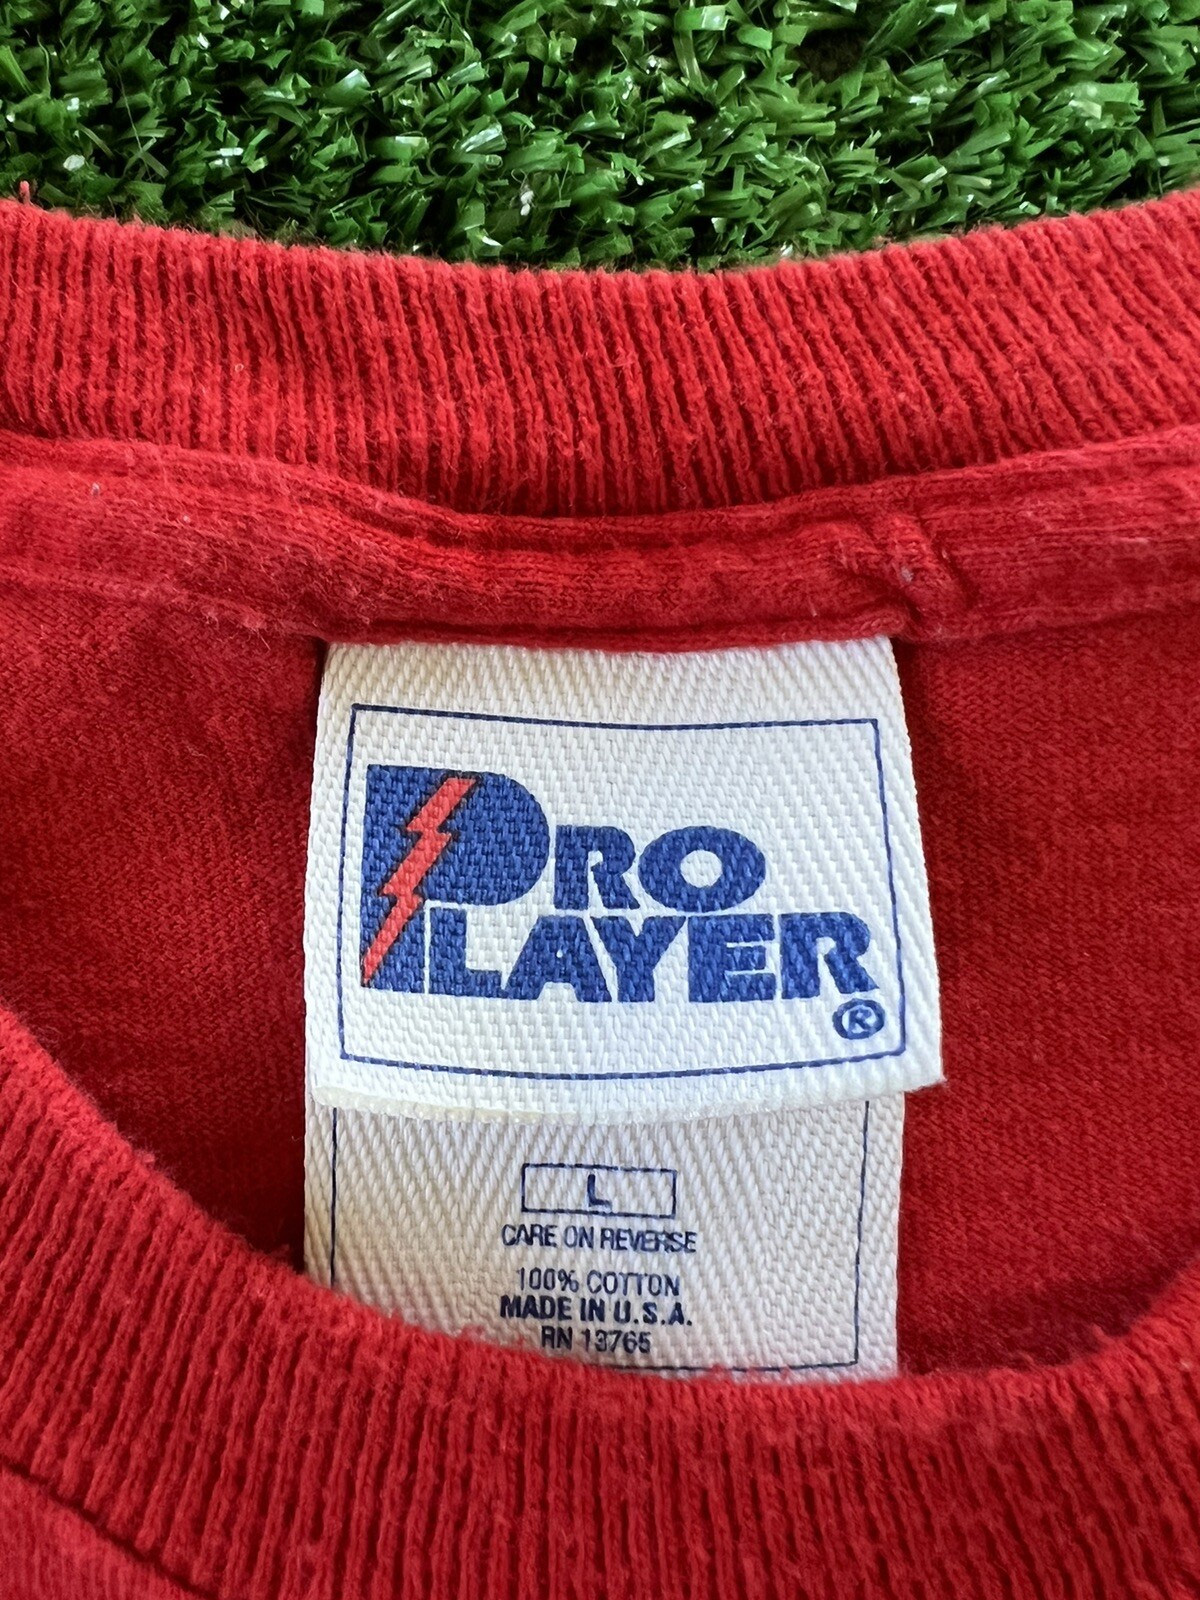 PRO
PLAYER
®
L
CARE ON REVERSE
100% COTTON
MADE IN U.S.A.
RN 13765